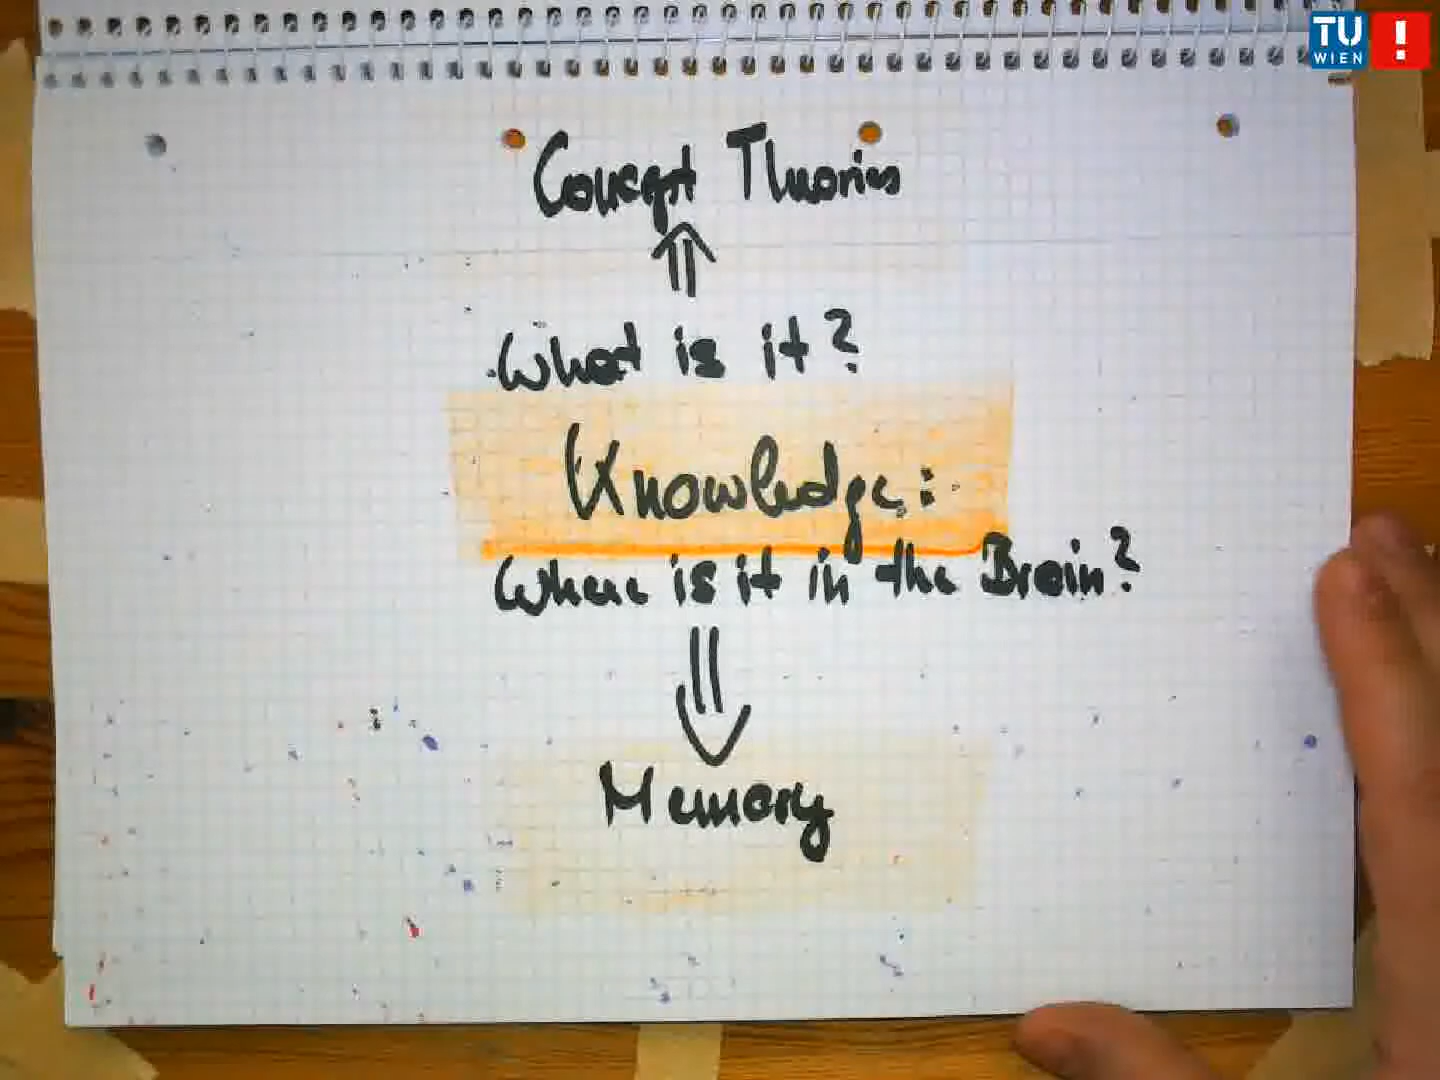 TU
WIEN
!
Concept Theories
What is it?
Knowledge:
Where is it in the Brain?
Memory